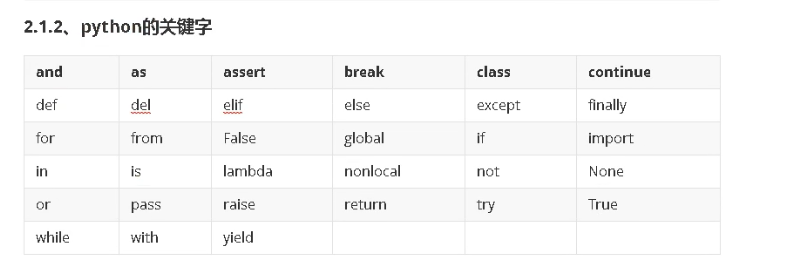 2.1.2、python的关键字
and as assert break class continue
def del elif else except finally
for from False global if import
in is lambda nonlocal not None
or pass raise return try True
while with yield